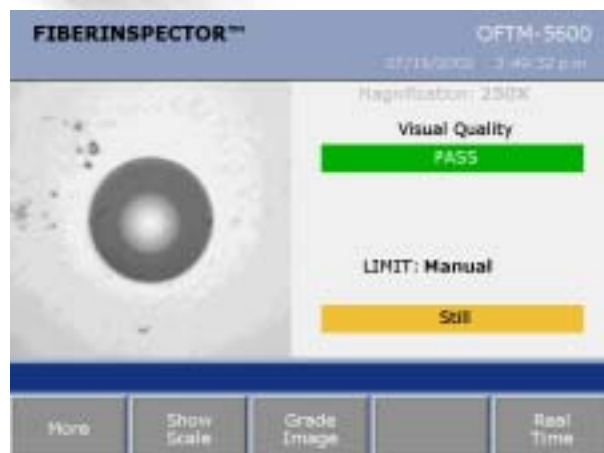 FIBERINSPECTOR™
OFTM-5600
Magnification: 250X
Visual Quality
PASS
LIMIT: Manual
Still
More
Show
Scale
Grade
Image
Real
Time